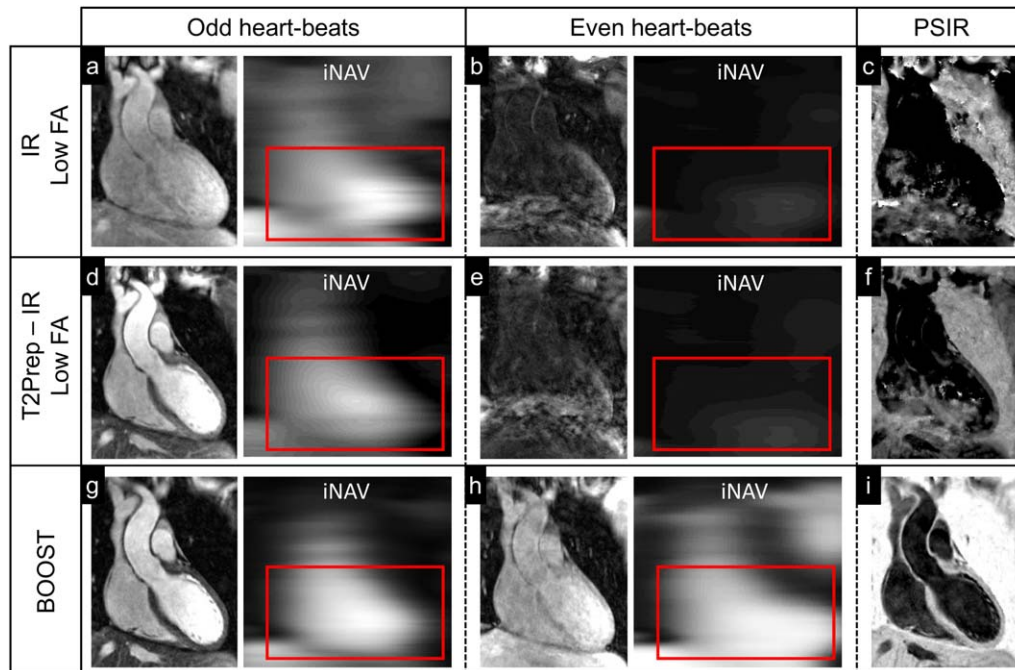 Odd heart-beats
Even heart-beats
PSIR
IR
Low FA
a
iNAV
b
iNAV
c
T2Prep – IR
Low FA
d
iNAV
e
iNAV
f
BOOST
g
iNAV
h
iNAV
i